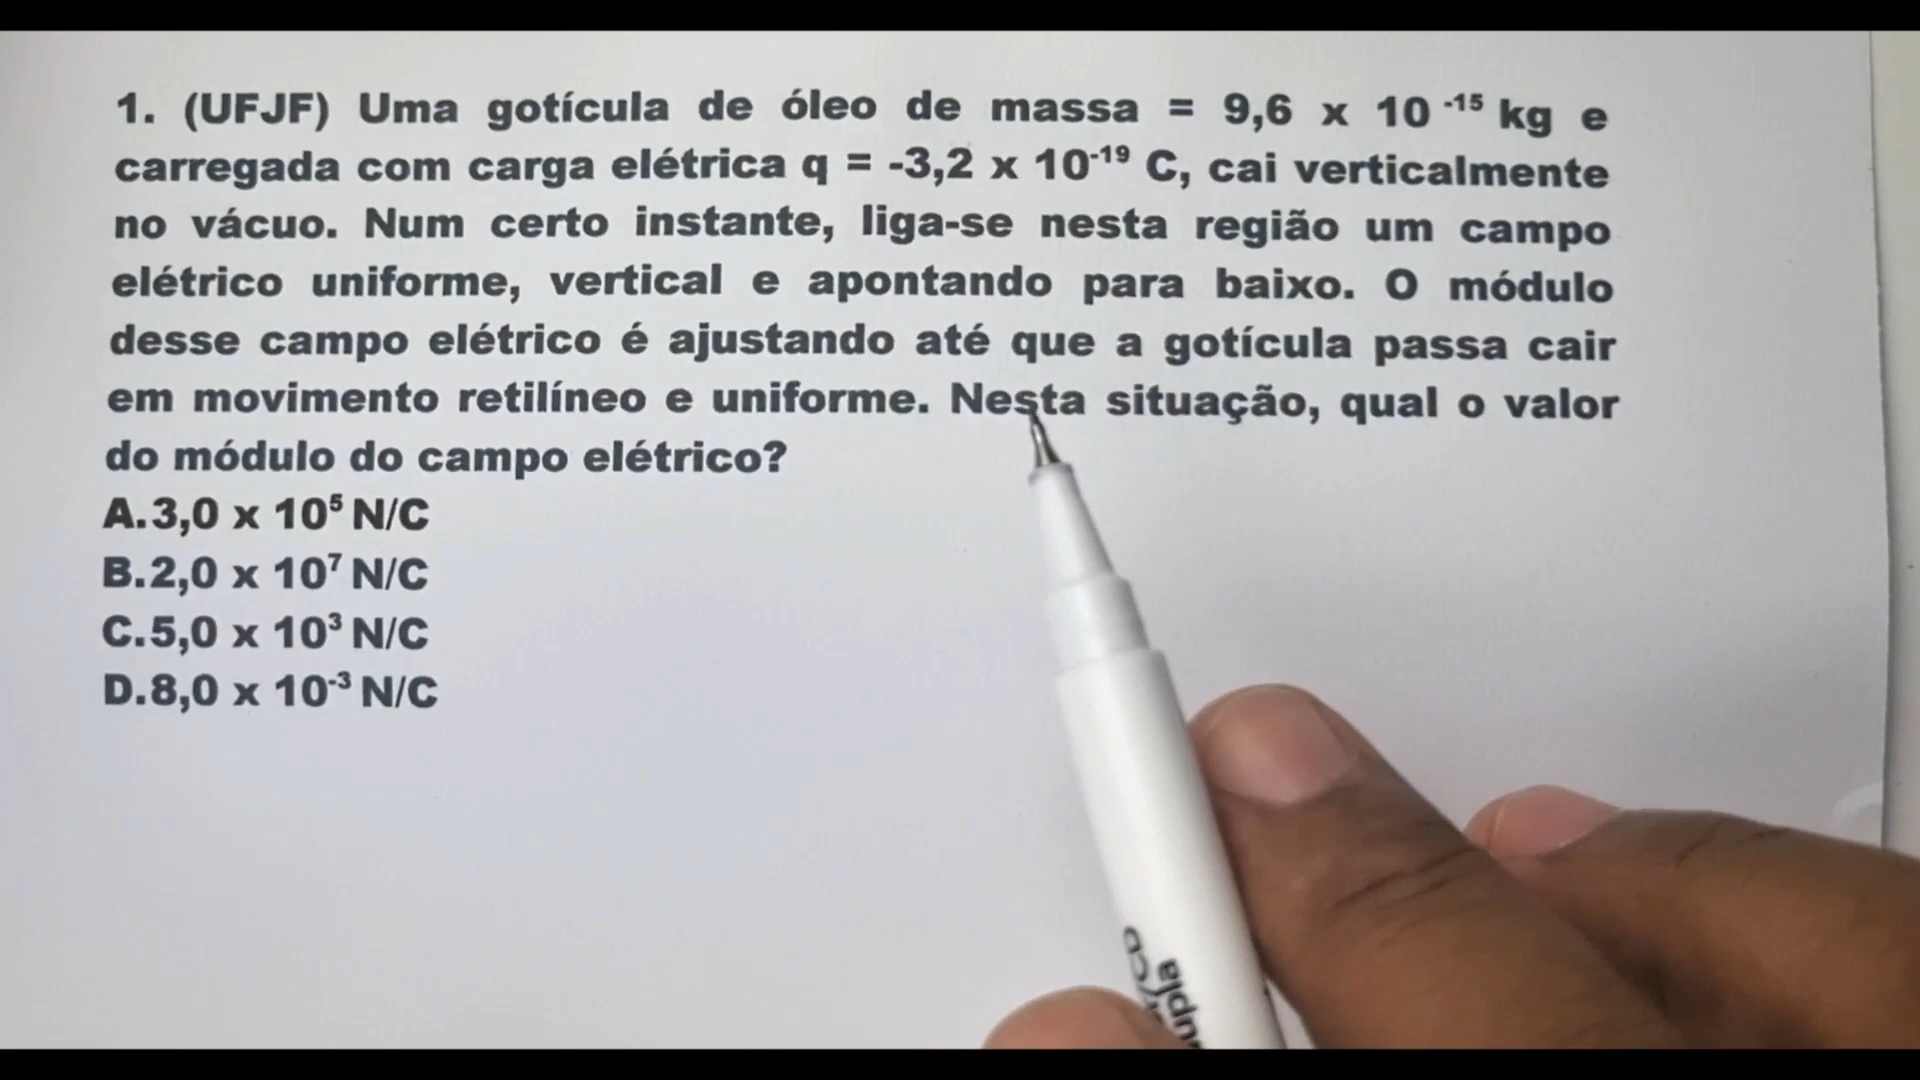 1. (UFJF) Uma gotícula de óleo de massa = 9,6 x 10⁻¹⁵ kg e
carregada com carga elétrica q = -3,2 x 10⁻¹⁹ C, cai verticalmente
no vácuo. Num certo instante, liga-se nesta região um campo
elétrico uniforme, vertical e apontando para baixo. O módulo
desse campo elétrico é ajustando até que a gotícula passa cair
em movimento retilíneo e uniforme. Nesta situação, qual o valor
do módulo do campo elétrico?
A.3,0 x 10⁵ N/C
B.2,0 x 10⁷ N/C
C.5,0 x 10³ N/C
D.8,0 x 10⁻³ N/C